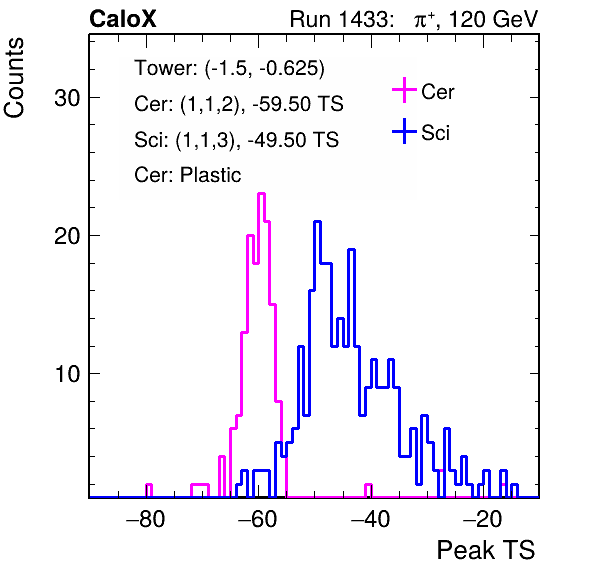 CaloX Run 1433: π⁺, 120 GeV
Counts
Tower: (-1.5, -0.625)
Cer: (1,1,2), -59.50 TS
Sci: (1,1,3), -49.50 TS
Cer: Plastic
Cer
Sci
30
20
10
−80 −60 −40 −20
Peak TS